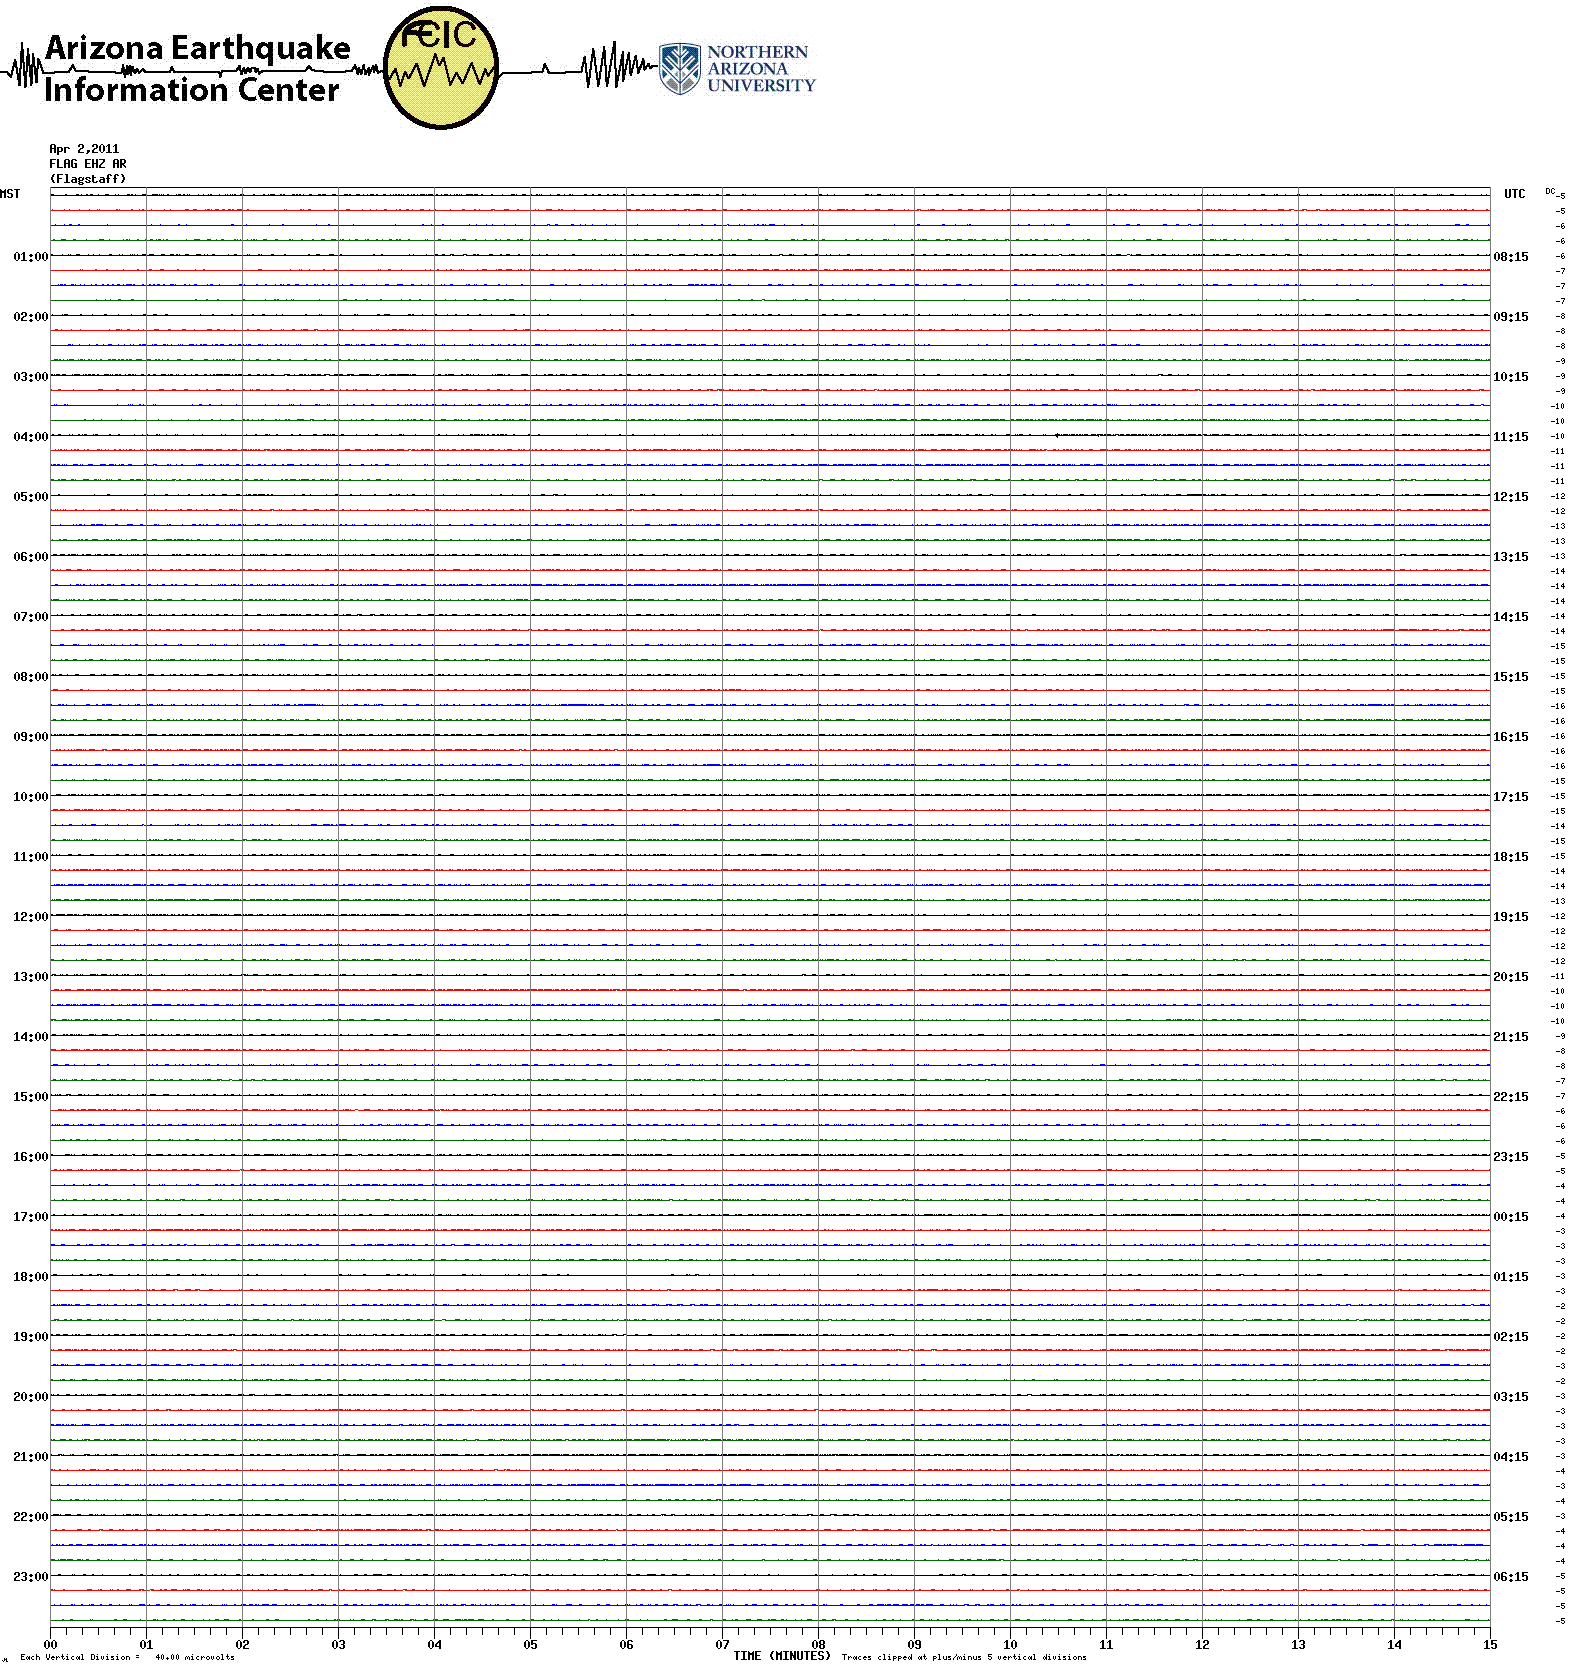 Arizona Earthquake
Information Center
AEIC
NORTHERN
ARIZONA
UNIVERSITY
Apr 2,2011
FLAG EHZ AR
(Flagstaff)
MST UTC DC -5
-5
-6
-6
01:00 08:15 -6
-7
-7
-7
02:00 09:15 -8
-8
-8
-9
03:00 10:15 -9
-9
-10
-10
04:00 11:15 -10
-11
-11
-11
05:00 12:15 -12
-12
-13
-13
06:00 13:15 -13
-14
-14
-14
07:00 14:15 -14
-14
-15
-15
08:00 15:15 -15
-15
-16
-16
09:00 16:15 -16
-16
-16
-15
10:00 17:15 -15
-15
-14
-15
11:00 18:15 -15
-14
-14
-13
12:00 19:15 -12
-12
-12
-12
13:00 20:15 -11
-10
-10
-10
14:00 21:15 -9
-8
-8
-7
15:00 22:15 -7
-6
-6
-6
16:00 23:15 -5
-5
-4
-4
17:00 00:15 -4
-3
-3
-3
18:00 01:15 -3
-3
-2
-2
19:00 02:15 -2
-2
-3
-2
20:00 03:15 -3
-3
-3
-3
21:00 04:15 -3
-4
-3
-4
22:00 05:15 -3
-4
-4
-4
23:00 06:15 -5
-5
-5
-5
00 01 02 03 04 05 06 07 08 09 10 11 12 13 14 15
TIME (MINUTES) Traces clipped at plus/minus 5 vertical divisions
Each Vertical Division = 40.00 microvolts